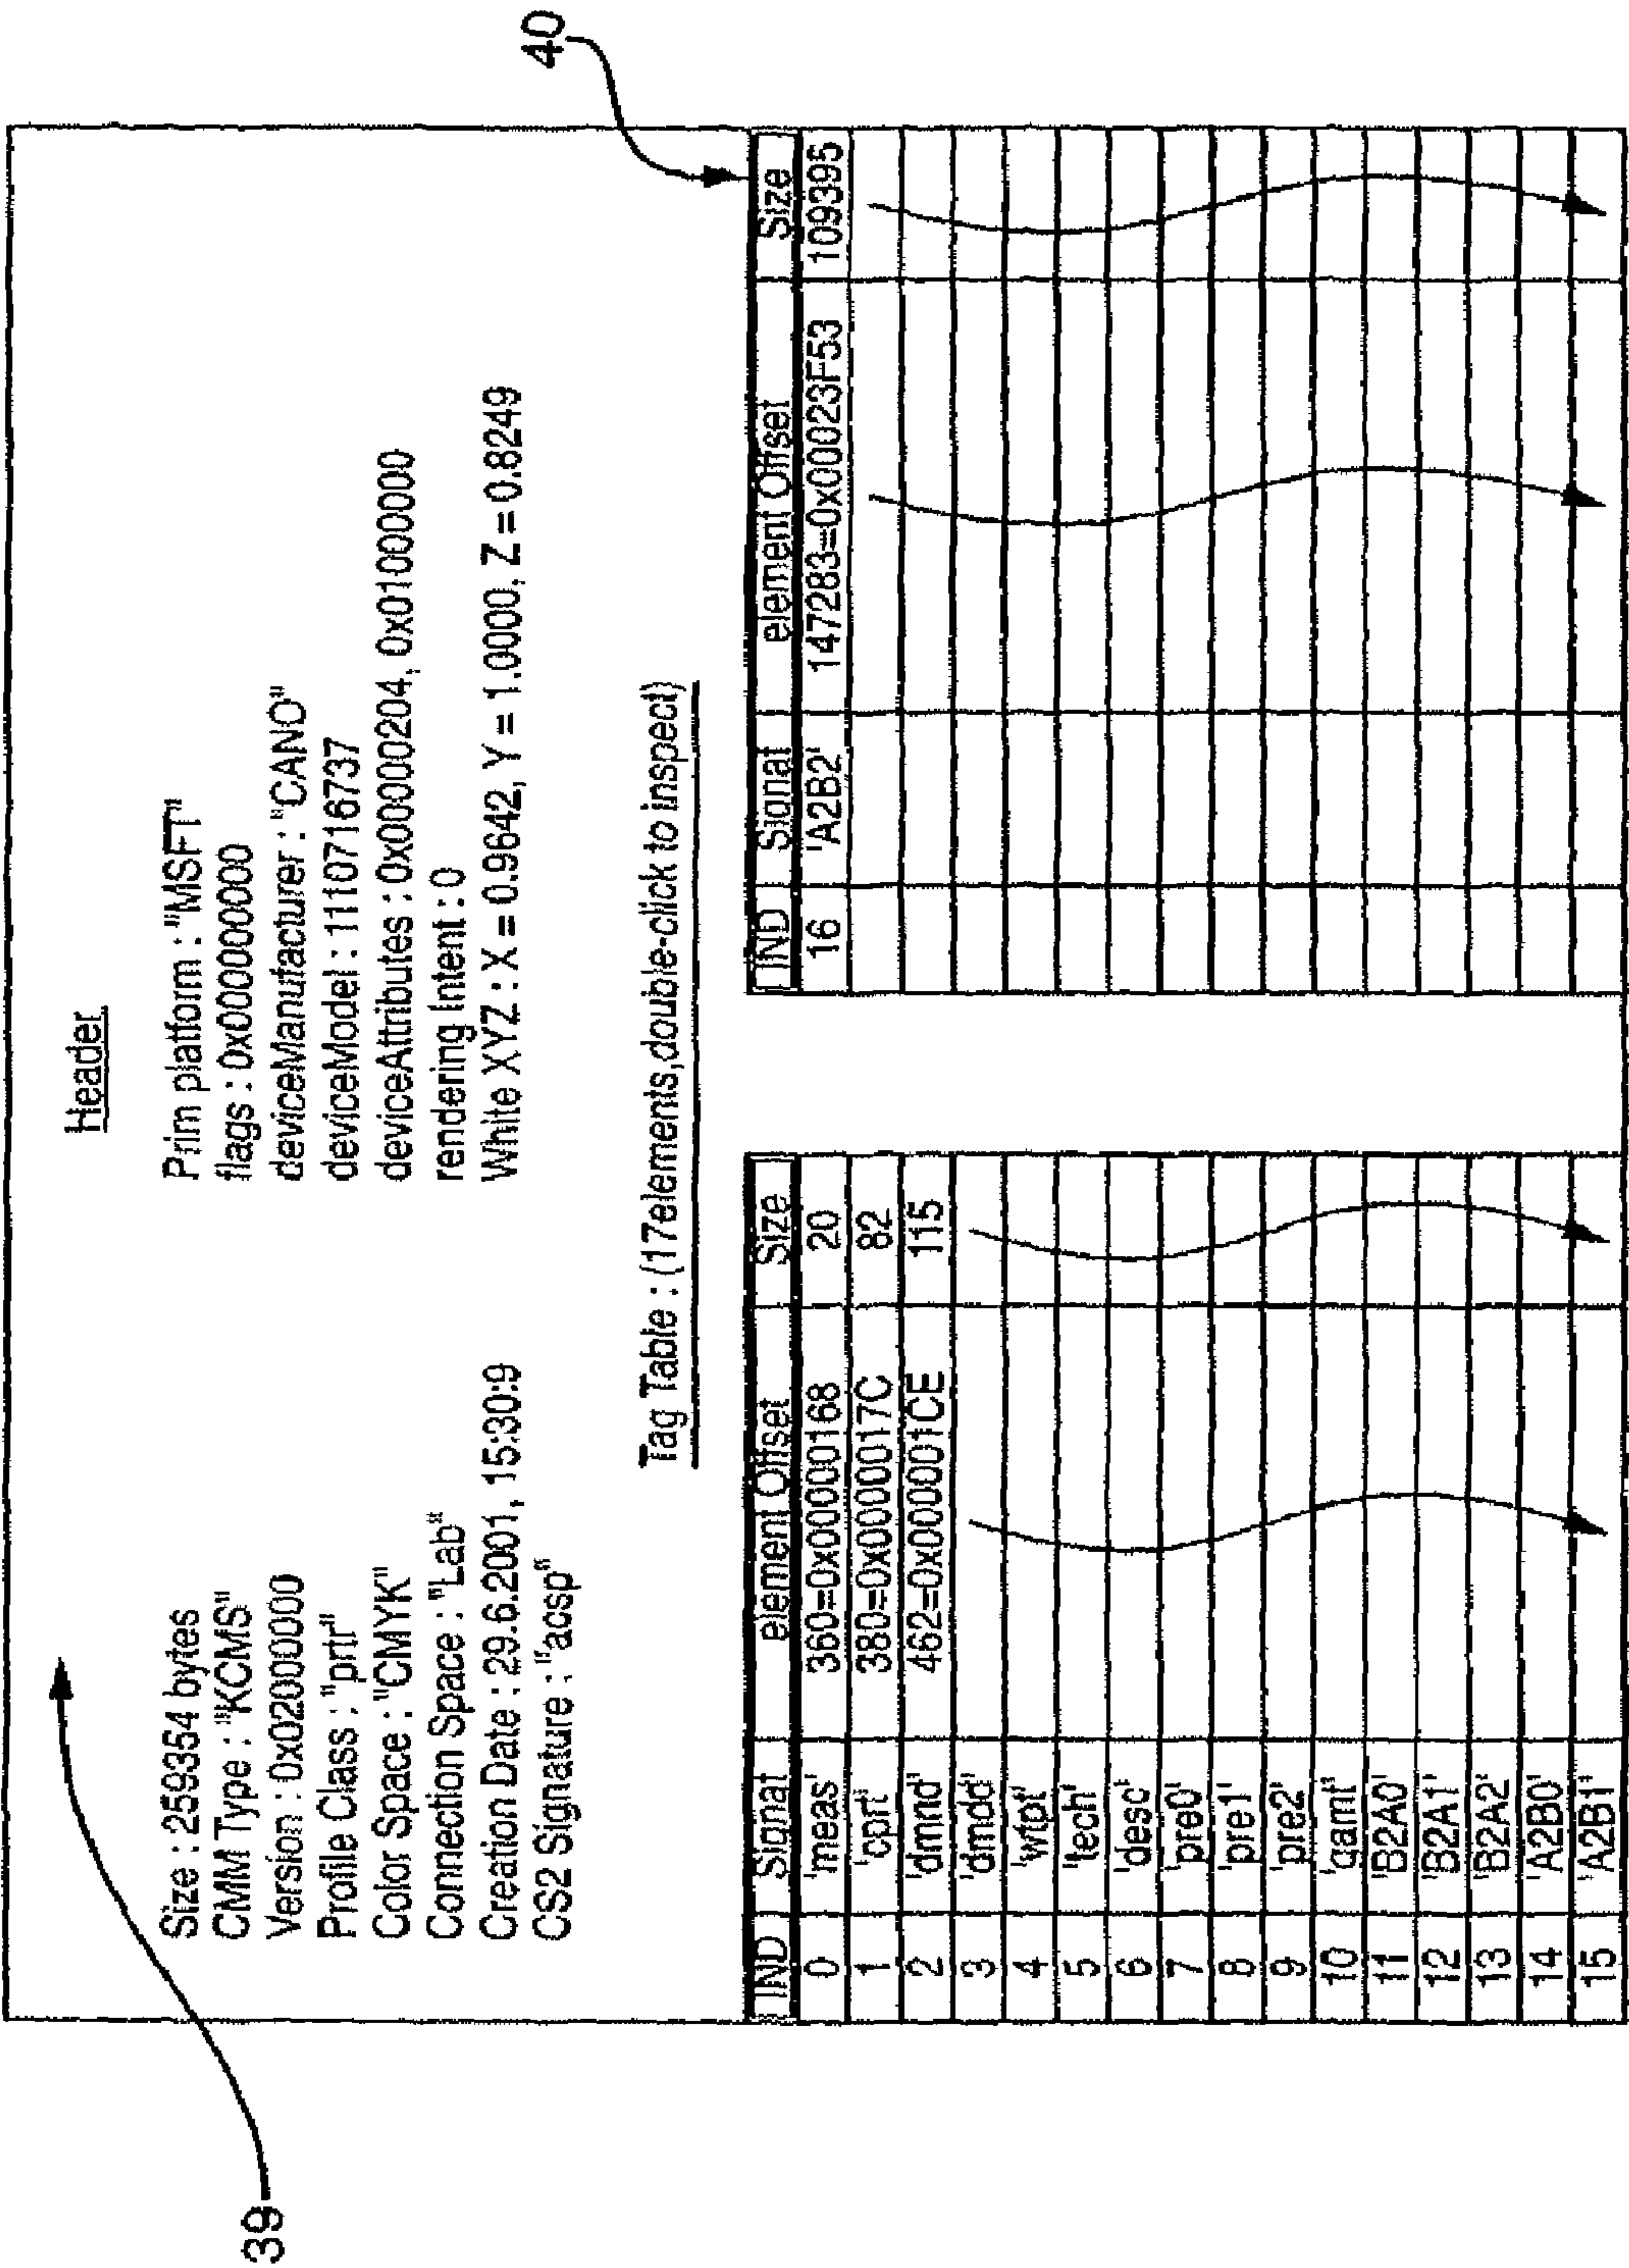 39
40
Header
Size : 259354 bytes
CMM Type : "KCMS"
Version : 0x02000000
Profile Class : "prtr"
Color Space : "CMYK"
Connection Space : "Lab"
Creation Date : 29.6.2001, 15:30:9
CS2 Signature : "acsp"
Prim platform : "MSFT"
flags : 0x00000000
deviceManufacturer : "CANO"
deviceModel : 1110716737
deviceAttributes : 0x00000204, 0x01000000
rendering Intent : 0
White XYZ : X = 0.9642, Y = 1.0000, Z = 0.8249
Tag Table : (17elements,double-click to inspect)
IND Signat element Offset Size
0 'meas' 360=0x00000168 20
1 'cprt' 380=0x0000017C 82
2 'dmnd' 462=0x000001CE 115
3 'dmdd'
4 'wtpt'
5 'tech'
6 'desc'
7 'pre0'
8 'pre1'
9 'pre2'
10 'gamt'
11 'B2A0'
12 'B2A1'
13 'B2A2'
14 'A2B0'
15 'A2B1'
IND Signat element Offset Size
16 'A2B2' 147283=0x00023F53 109395